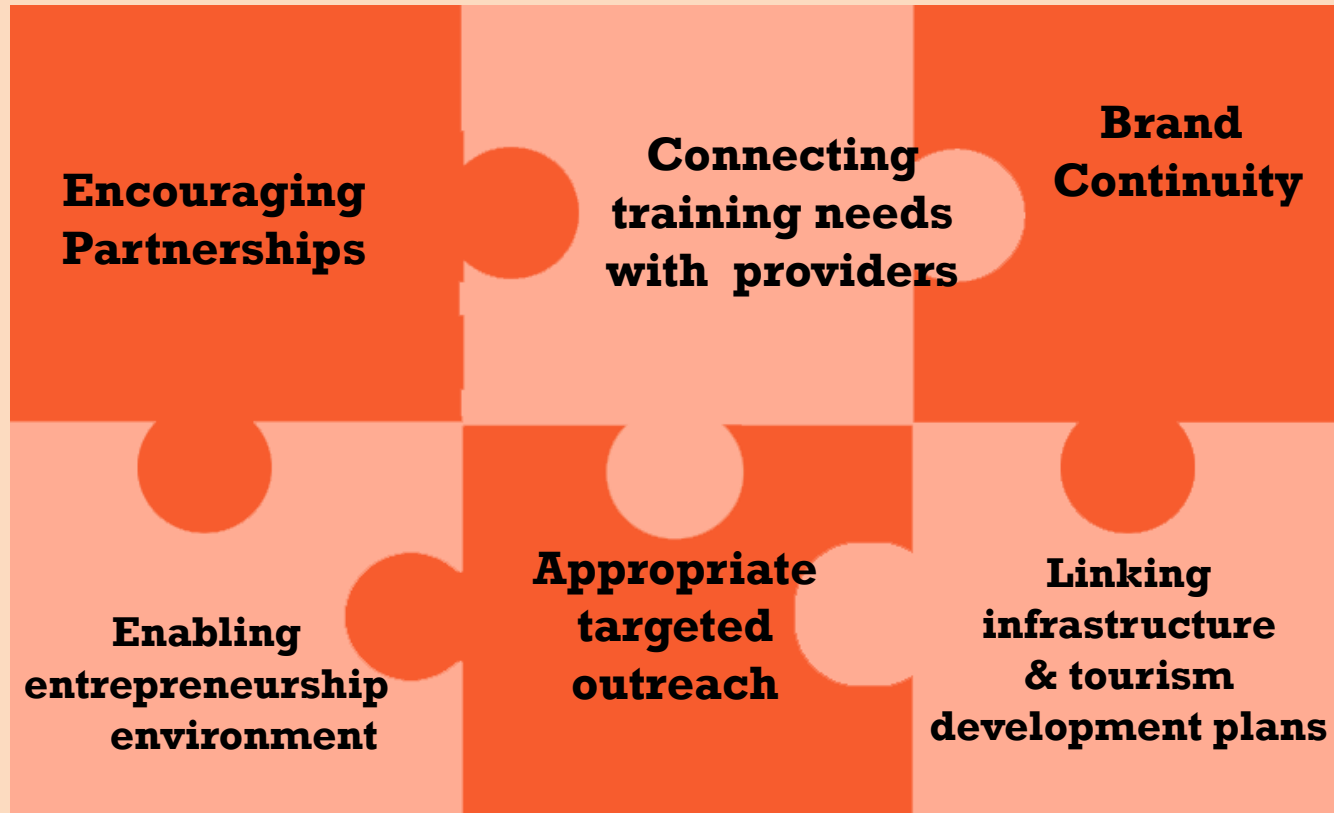 Encouraging
Partnerships
Connecting
training needs
with providers
Brand
Continuity
Enabling
entrepreneurship
environment
Appropriate
targeted
outreach
Linking
infrastructure
& tourism
development plans